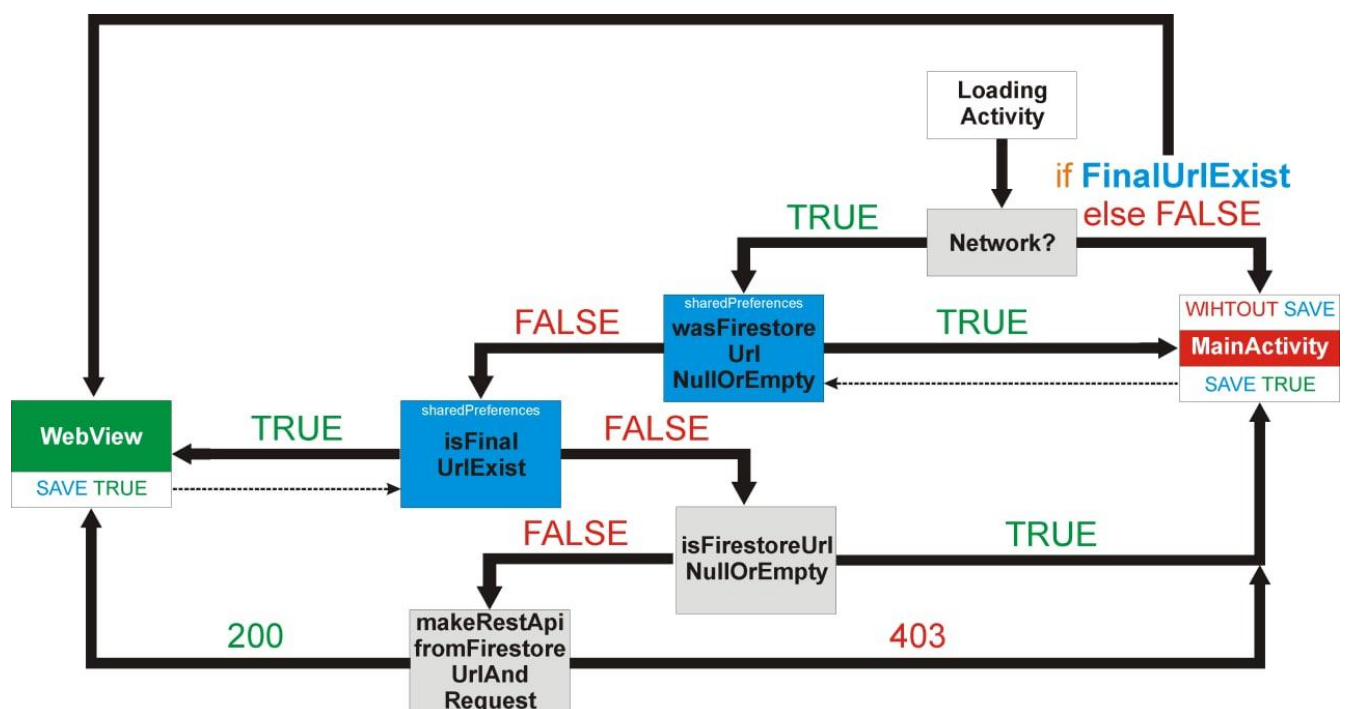 Loading
Activity
if FinalUrlExist
else FALSE
TRUE
Network?
sharedPreferences
wasFirestore
Url
NullOrEmpty
FALSE
TRUE
WIHTOUT SAVE
MainActivity
SAVE TRUE
WebView
SAVE TRUE
TRUE
sharedPreferences
isFinal
UrlExist
FALSE
FALSE
isFirestoreUrl
NullOrEmpty
TRUE
200
makeRestApi
fromFirestore
UrlAnd
Request
403